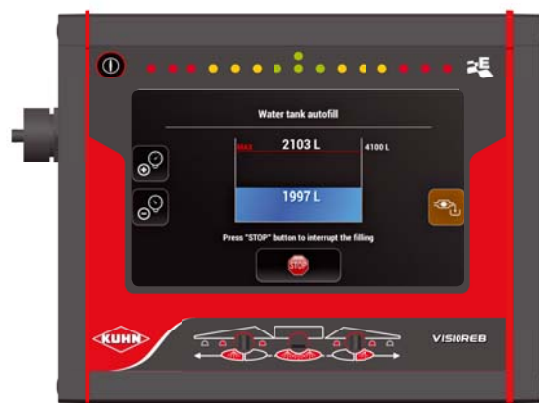 Water tank autofill
MAX 2103 L 4100 L
1997 L
Press "STOP" button to interrupt the filling
STOP
KUHN
VISIOREB